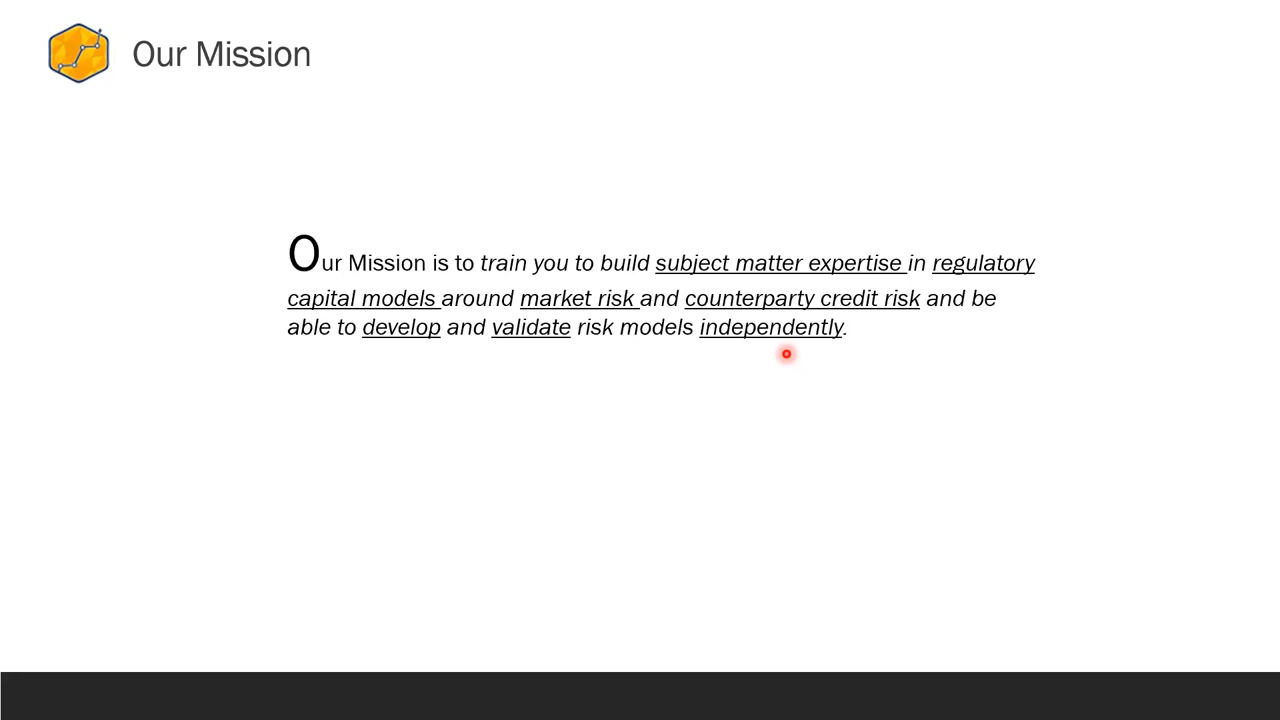 Our Mission
Our Mission is to train you to build subject matter expertise in regulatory
capital models around market risk and counterparty credit risk and be
able to develop and validate risk models independently.